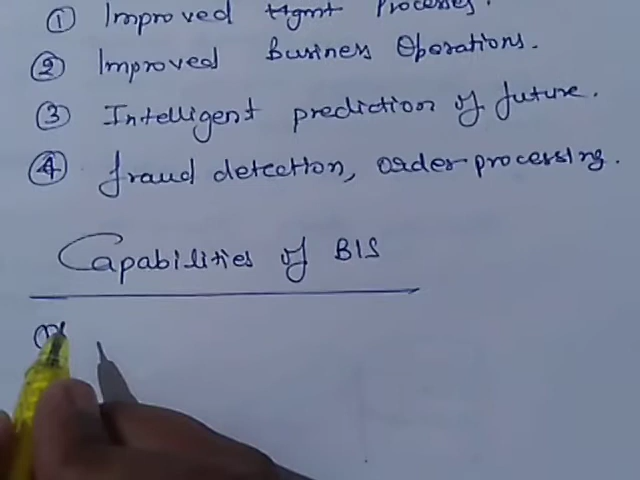 ① Improved Mgmt Processes.
② Improved Business Operations.
③ Intelligent prediction of future.
④ fraud detection, order-processing.
Capabilities of BIS
①